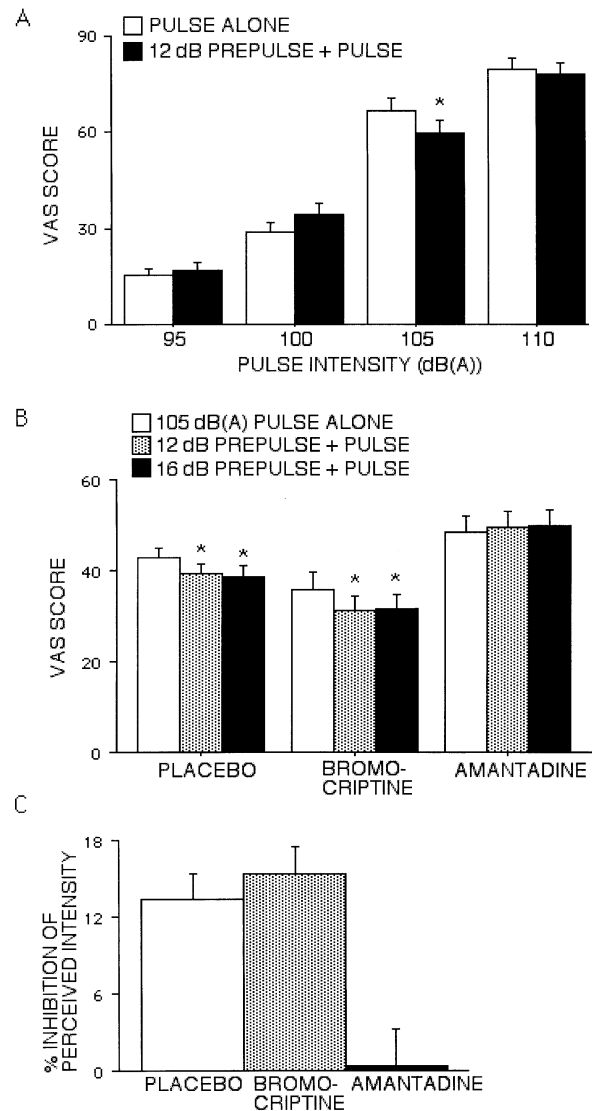 A
PULSE ALONE
12 dB PREPULSE + PULSE
90
60
30
0
VAS SCORE
*
95 100 105 110
PULSE INTENSITY (dB(A))
B
105 dB(A) PULSE ALONE
12 dB PREPULSE + PULSE
16 dB PREPULSE + PULSE
60
40
20
0
VAS SCORE
* * * *
PLACEBO BROMO- AMANTADINE
CRIPTINE
C
18
12
6
0
% INHIBITION OF
PERCEIVED INTENSITY
PLACEBO BROMO- AMANTADINE
CRIPTINE